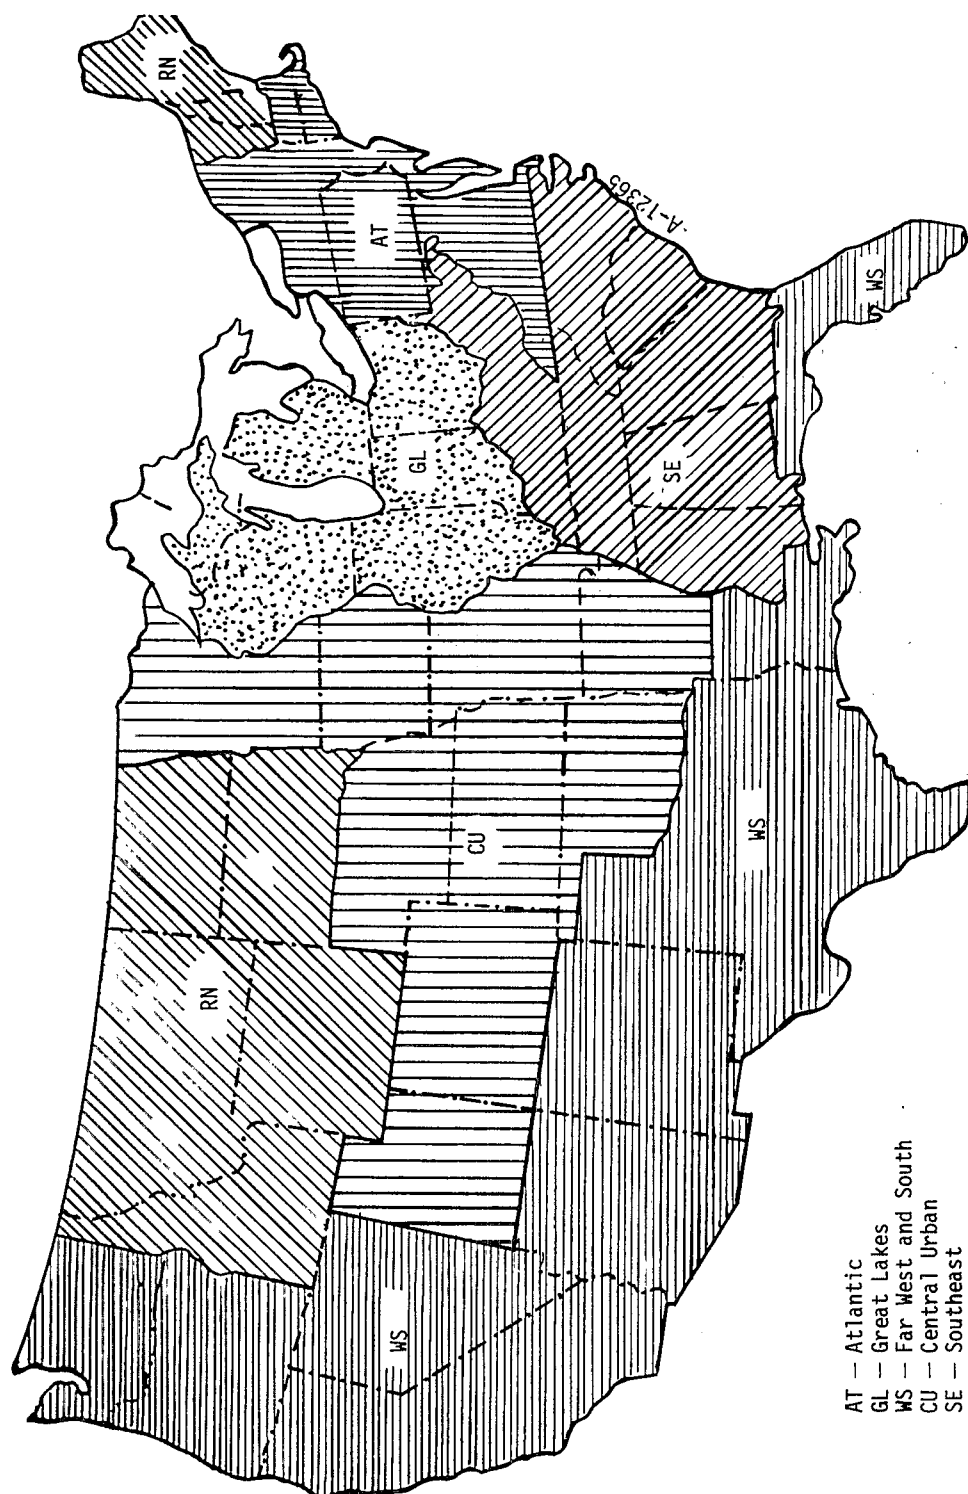 RN
AT
GL
SE
WS
A-12365
CU
WS
RN
WS
AT — Atlantic
GL — Great Lakes
WS — Far West and South
CU — Central Urban
SE — Southeast